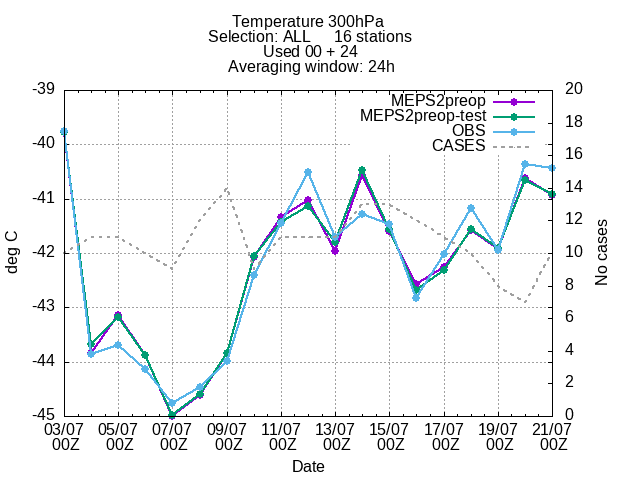 Temperature 300hPa
Selection: ALL 16 stations
Used 00 + 24
Averaging window: 24h
MEPS2preop
MEPS2preop-test
OBS
CASES
-39
-40
-41
-42
-43
-44
-45
deg C
20
18
16
14
12
10
8
6
4
2
0
No cases
03/07 05/07 07/07 09/07 11/07 13/07 15/07 17/07 19/07 21/07
00Z 00Z 00Z 00Z 00Z 00Z 00Z 00Z 00Z 00Z
Date